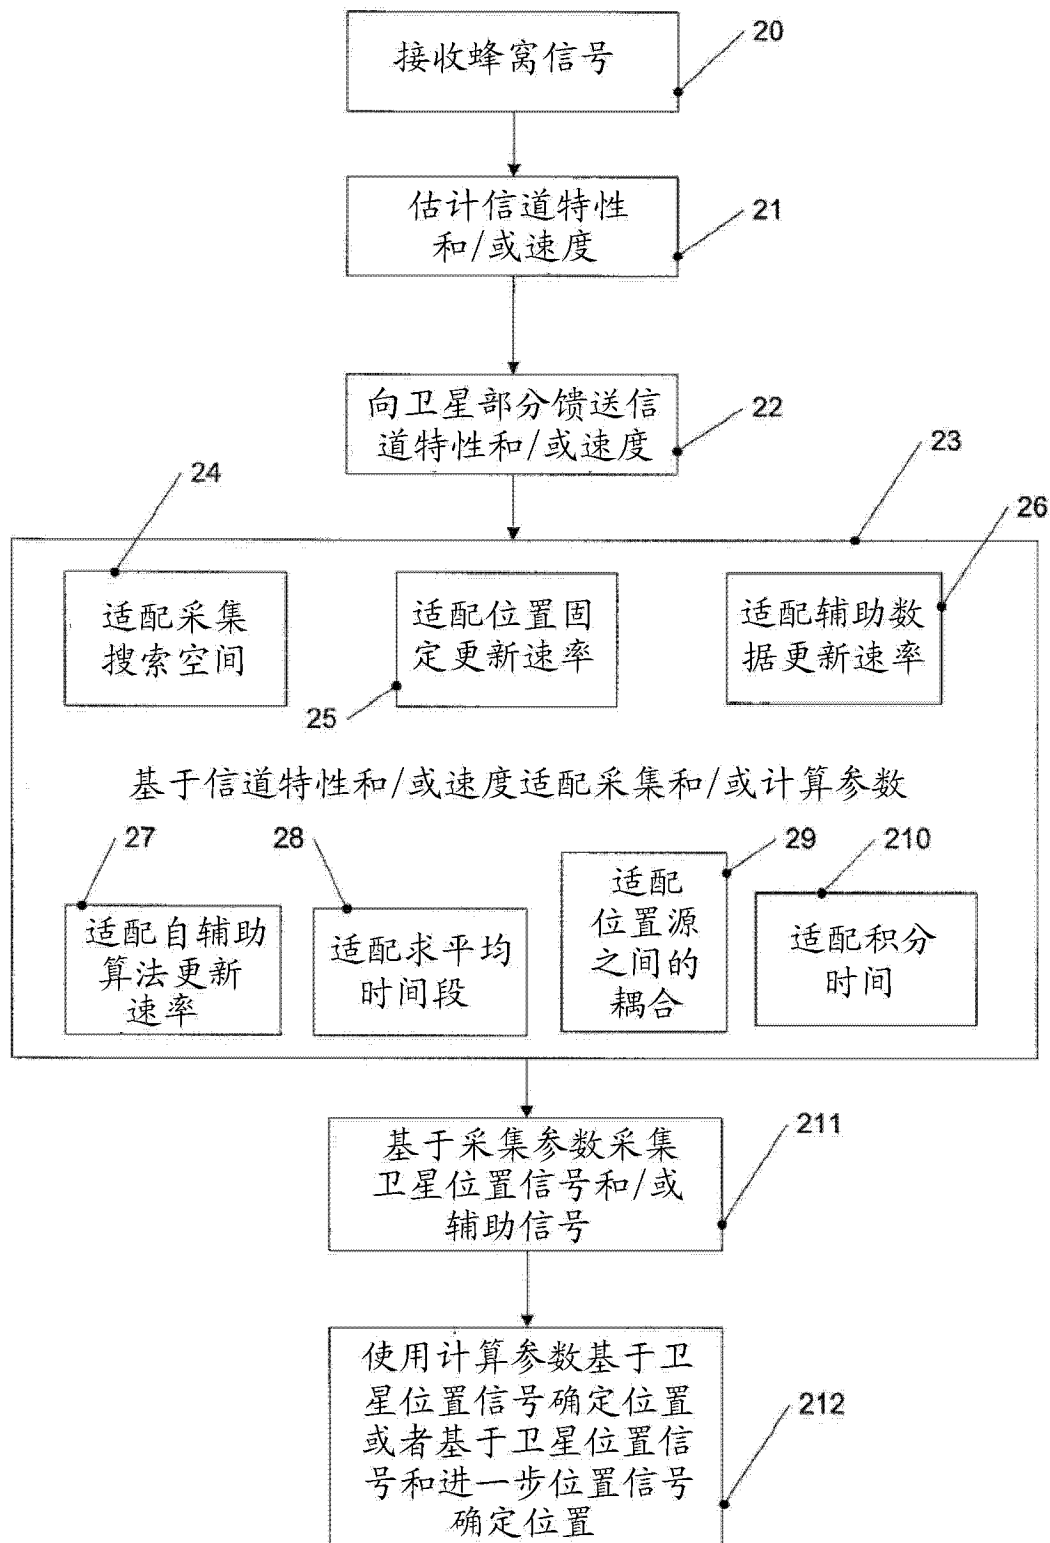 接收蜂窝信号
20
估计信道特性
和/或速度
21
向卫星部分馈送信
道特性和/或速度
22
23
24
适配采集
搜索空间
适配位置固
定更新速率
25
适配辅助数
据更新速率
26
基于信道特性和/或速度适配采集和/或计算参数
27
适配自辅助
算法更新
速率
28
适配求平均
时间段
29
适配
位置源
之间的
耦合
210
适配积分
时间
基于采集参数采集
卫星位置信号和/或
辅助信号
211
使用计算参数基于卫
星位置信号确定位置
或者基于卫星位置信
号和进一步位置信号
确定位置
212